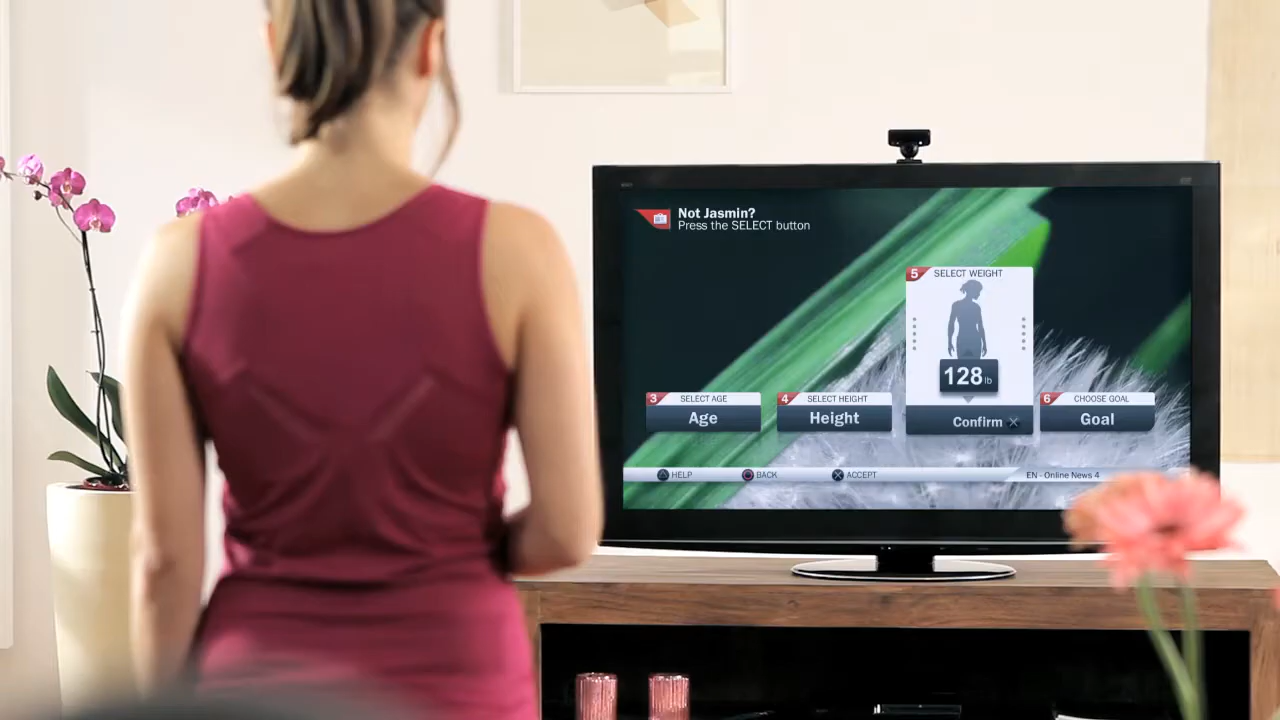 Not Jasmin?
Press the SELECT button
5 SELECT WEIGHT
128 lb
Confirm
3 SELECT AGE
Age
4 SELECT HEIGHT
Height
6 CHOOSE GOAL
Goal
HELP
BACK
ACCEPT
EN - Online News 4